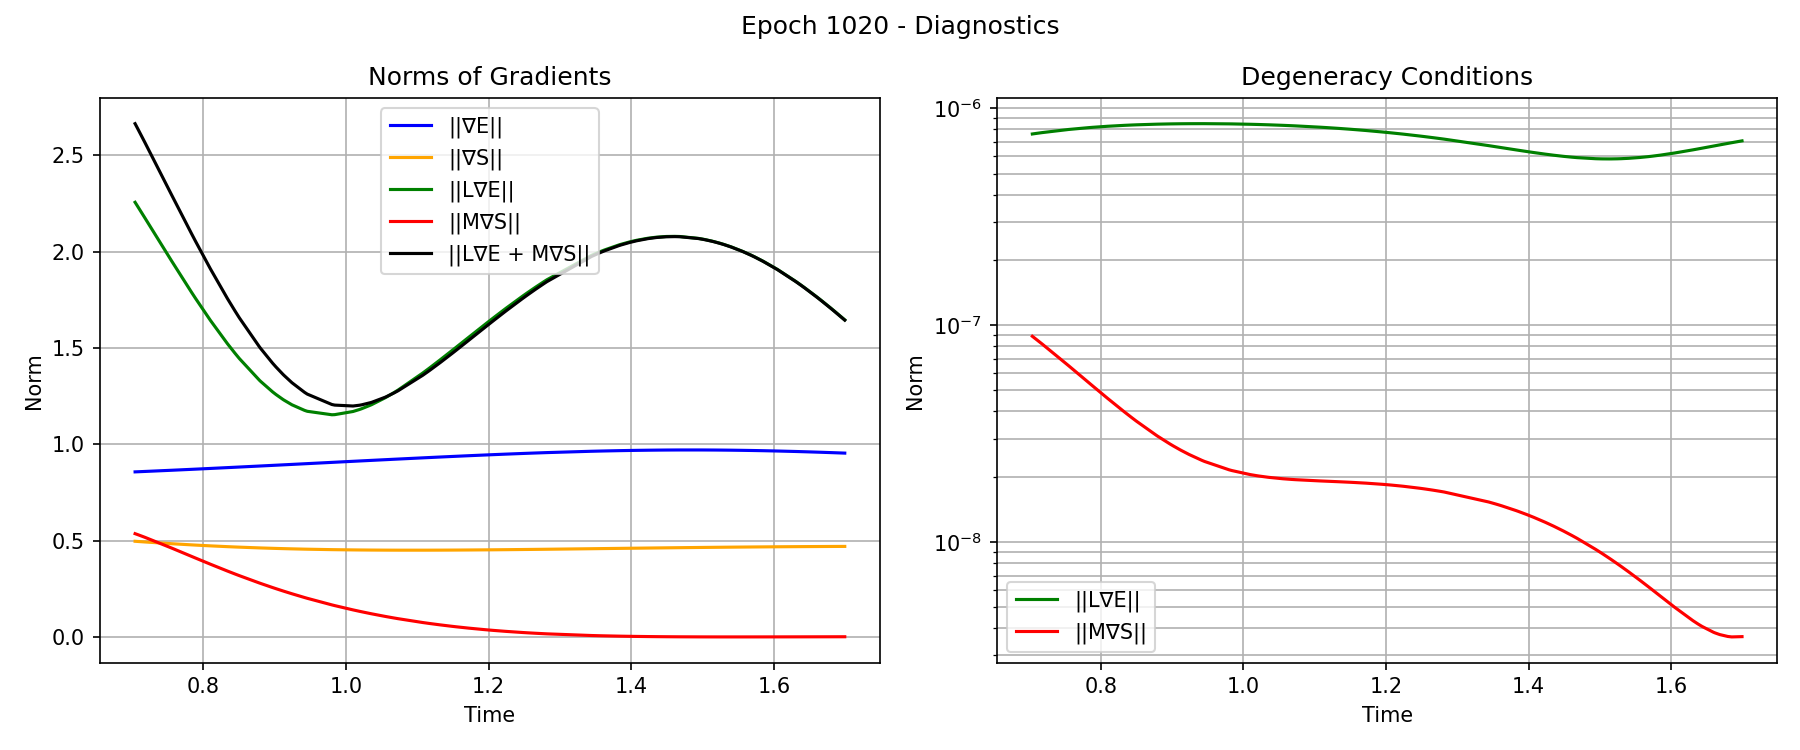 Epoch 1020 - Diagnostics
Norms of Gradients
||∇E||
||∇S||
||L∇E||
||M∇S||
||L∇E + M∇S||
2.5
2.0
1.5
1.0
0.5
0.0
Norm
0.8 1.0 1.2 1.4 1.6
Time
Degeneracy Conditions
10⁻⁶
10⁻⁷
10⁻⁸
Norm
||L∇E||
||M∇S||
0.8 1.0 1.2 1.4 1.6
Time